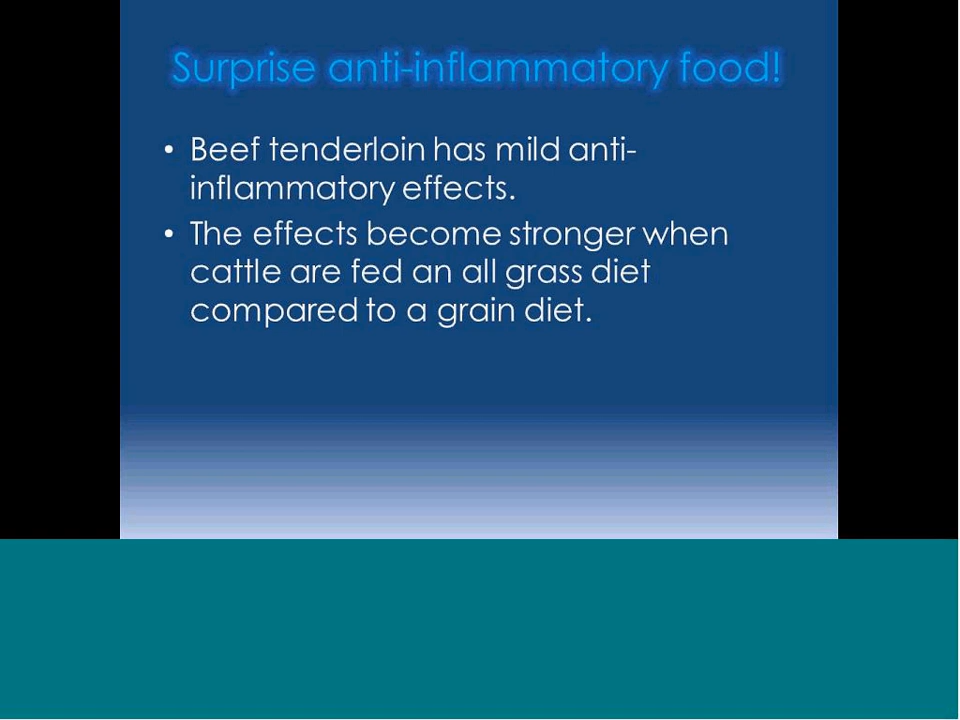 Surprise anti-inflammatory food!
• Beef tenderloin has mild anti-
inflammatory effects.
• The effects become stronger when
cattle are fed an all grass diet
compared to a grain diet.